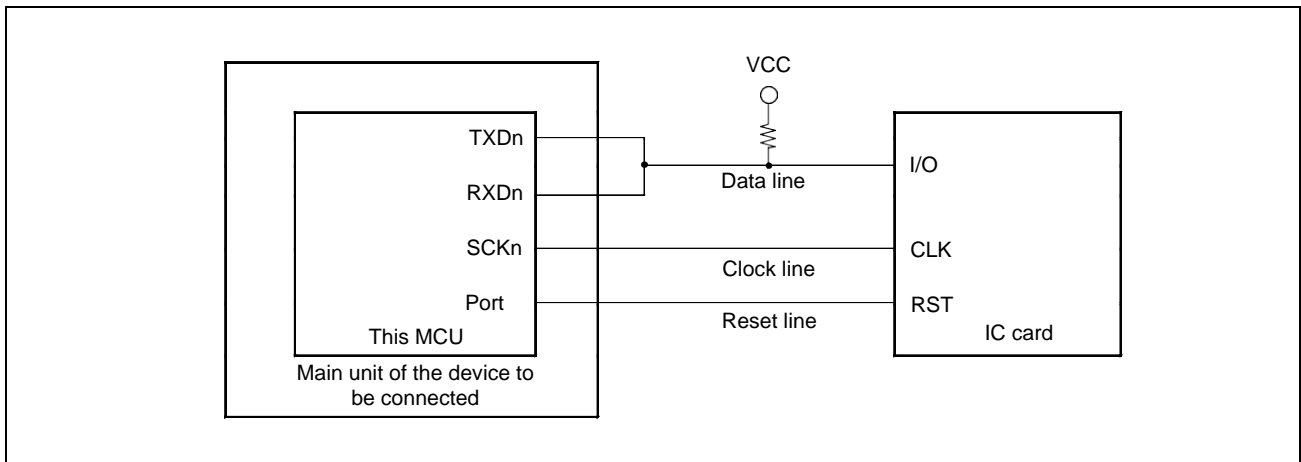 VCC
TXDn
I/O
Data line
RXDn
SCKn
CLK
Clock line
Port
RST
Reset line
This MCU
IC card
Main unit of the device to
be connected